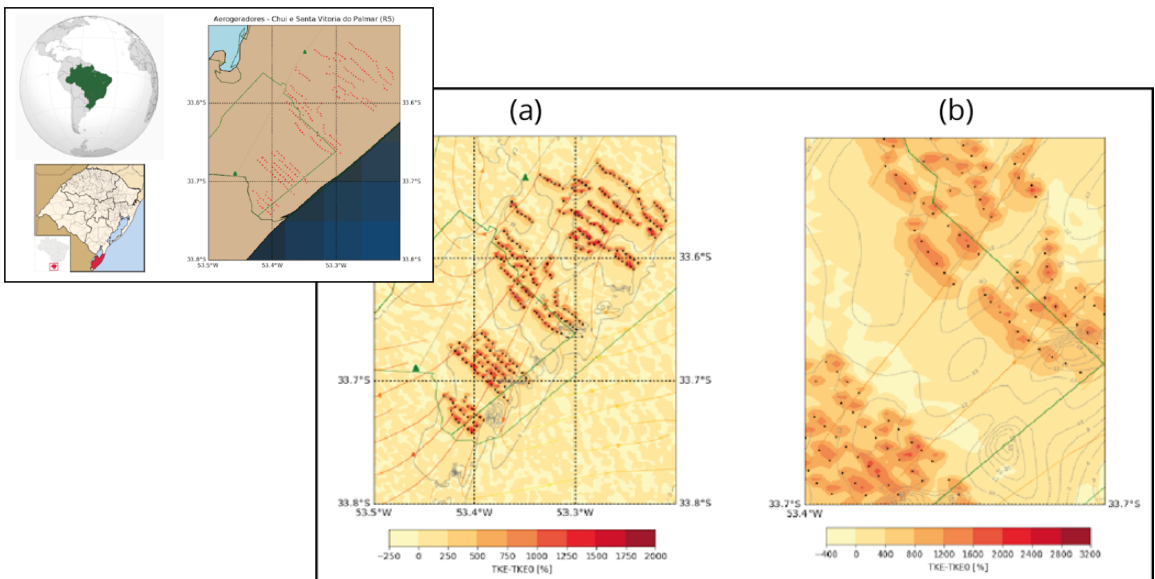 Aerogeradores - Chui e Santa Vitoria do Palmar (R5)
33.6°S
33.6°S
33.7°S
33.7°S
33.8°S
33.8°S
53.5°W
53.4°W
53.3°W
(a)
(b)
33.6°S
33.7°S
33.8°S
33.8°S
53.5°W
53.4°W
53.3°W
33.7°S
33.7°S
53.4°W
−250 0 250 500 750 1000 1250 1500 1750 2000
TKE-TKE0 [%]
−400 0 400 800 1200 1600 2000 2400 2800 3200
TKE-TKE0 [%]